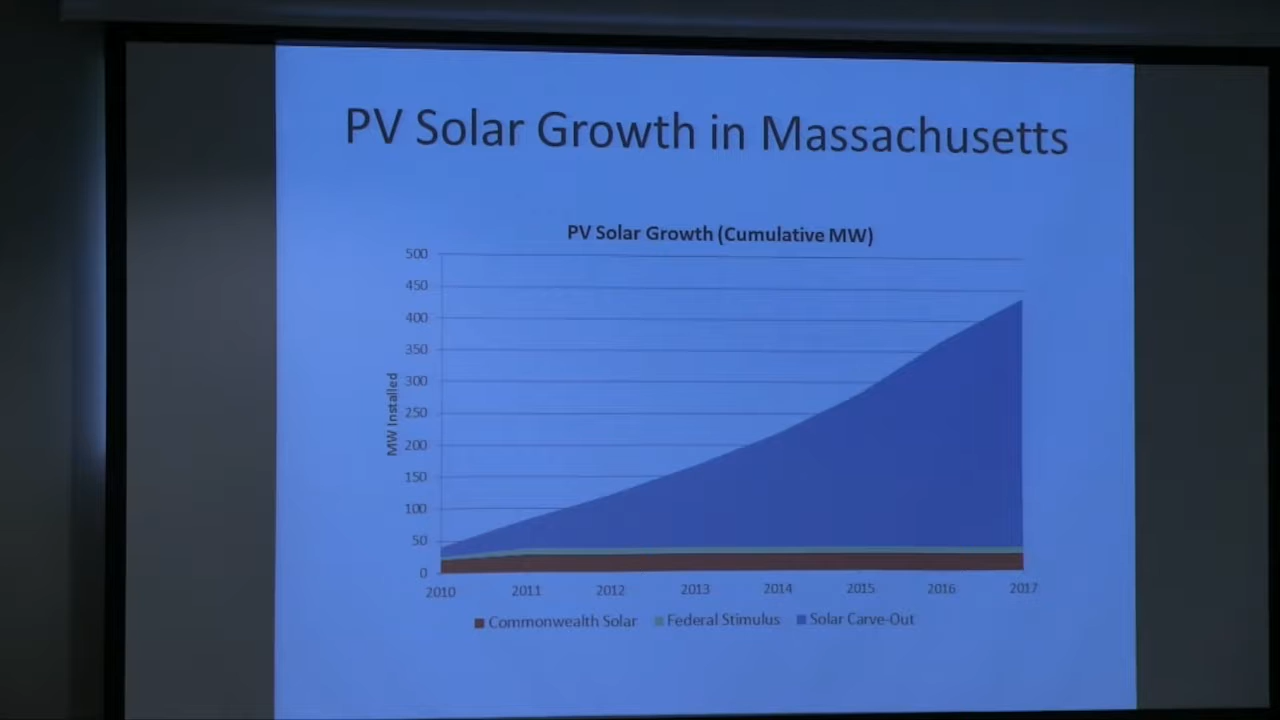 PV Solar Growth in Massachusetts
PV Solar Growth (Cumulative MW)
500
450
400
350
300
250
200
150
100
50
0
MW Installed
2010 2011 2012 2013 2014 2015 2016 2017
Commonwealth Solar Federal Stimulus Solar Carve-Out